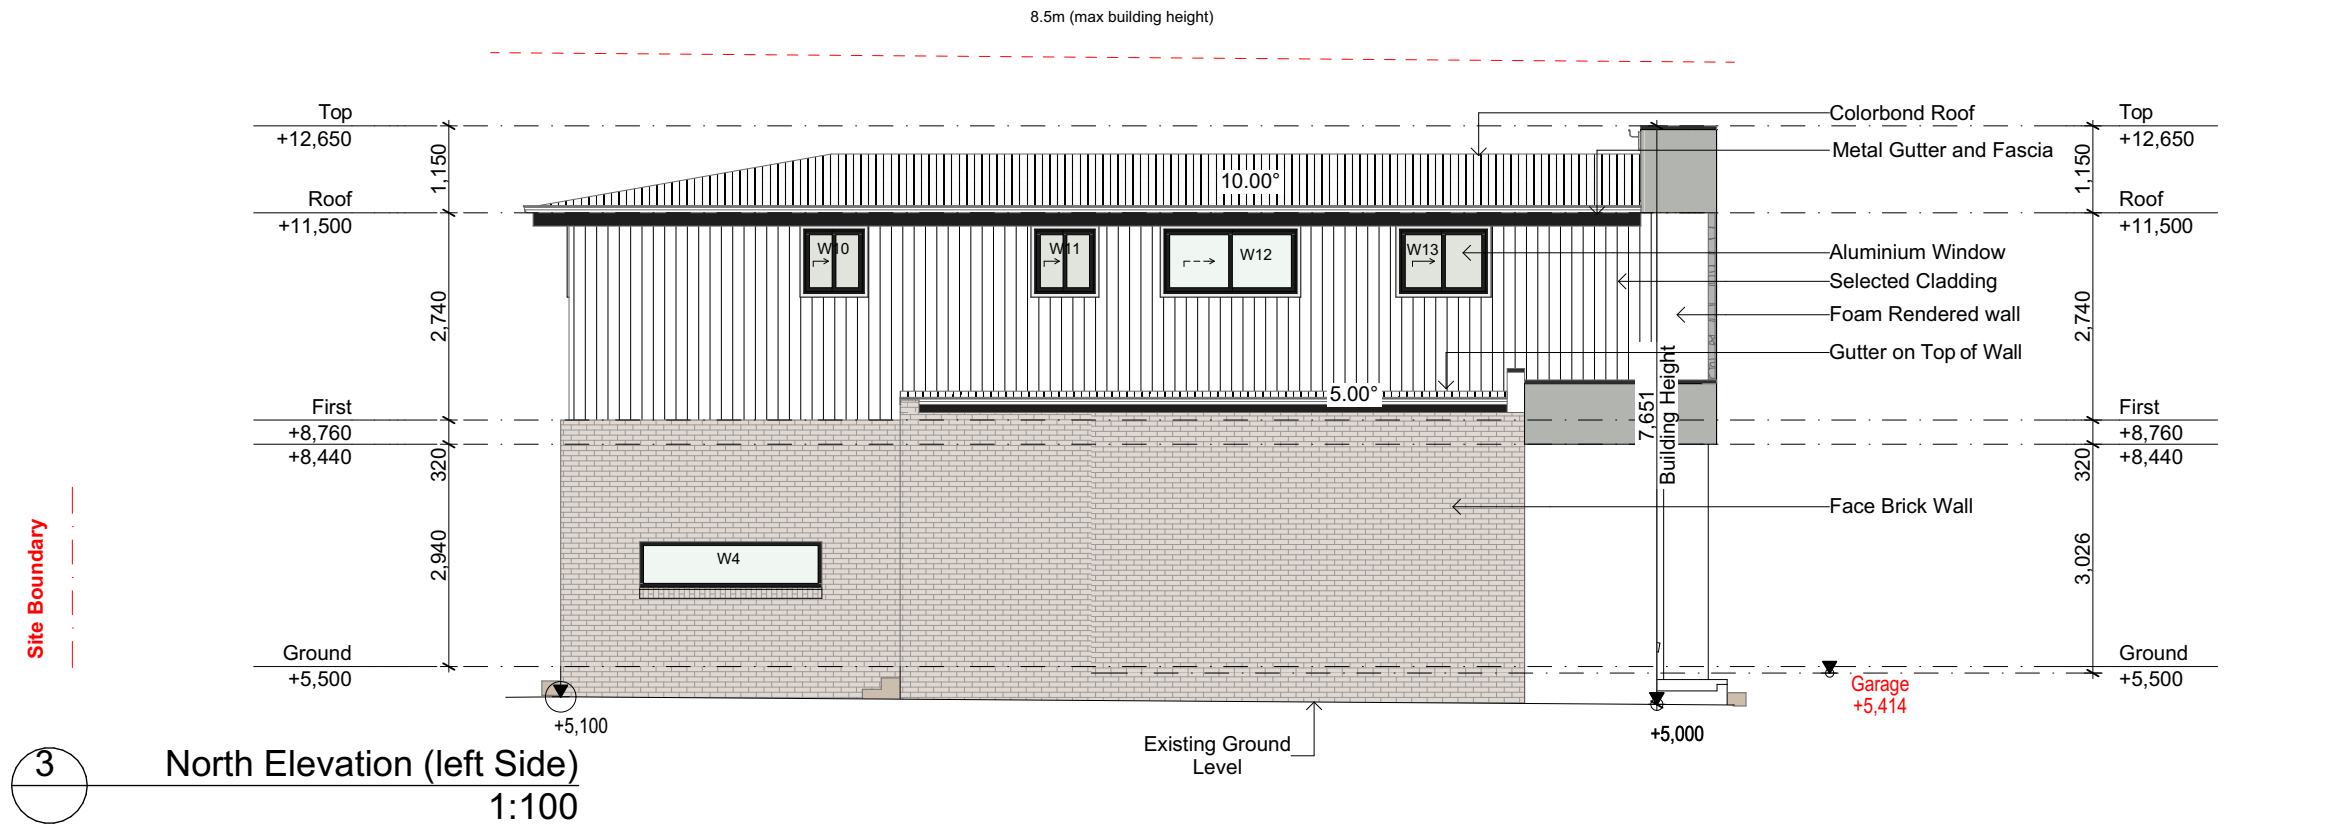 8.5m (max building height)
Top
+12,650
1,150
Roof
+11,500
2,740
First
+8,760
+8,440
320
2,940
Ground
+5,500
Site Boundary
10.00°
W10
W11
W12
W13
5.00°
W4
7,651
Building Height
Colorbond Roof
Metal Gutter and Fascia
Aluminium Window
Selected Cladding
Foam Rendered wall
Gutter on Top of Wall
Face Brick Wall
Top
+12,650
1,150
Roof
+11,500
2,740
First
+8,760
+8,440
320
3,026
Ground
+5,500
Garage
+5,414
+5,100
+5,000
Existing Ground
Level
3
North Elevation (left Side)
1:100